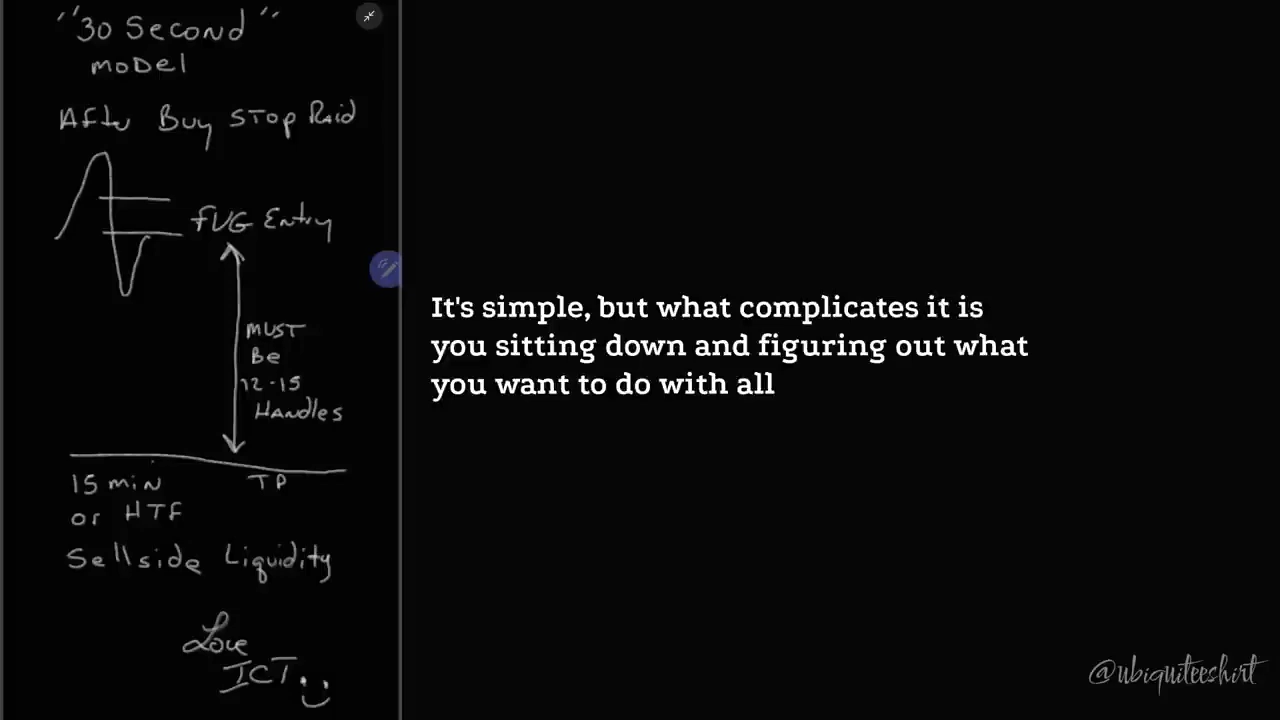 "30 Second"
moDel
After Buy STop Raid
FVG Entry
MUST
Be
12-15
HANDles
15 min
TP
or HTF
Sellside Liquidity
Love
ICT
It's simple, but what complicates it is
you sitting down and figuring out what
you want to do with all
@ubiquiteeshirt